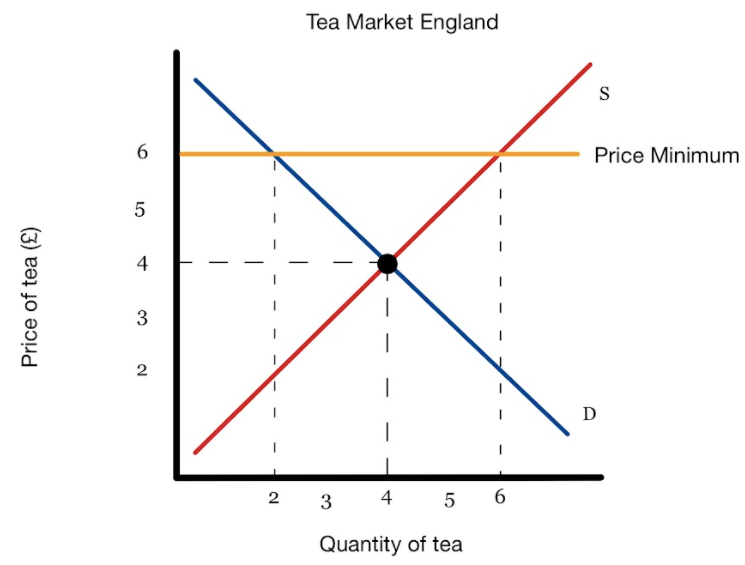 Tea Market England
S
6
Price Minimum
5
Price of tea (£)
4
3
2
D
2 3 4 5 6
Quantity of tea